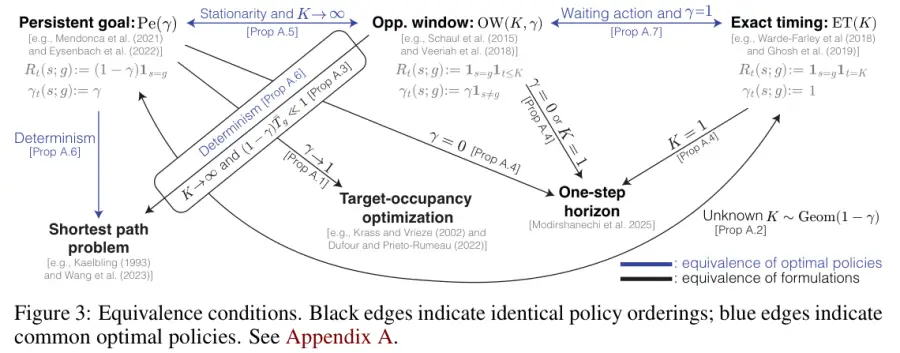 Persistent goal: Pe(γ)
[e.g., Mendonca et al. (2021)
and Eysenbach et al. (2022)]
R_t(s; g) := (1 − γ)1_{s=g}
γ_t(s; g) := γ
Stationarity and K→∞
[Prop A.5]
Opp. window: OW(K, γ)
[e.g., Schaul et al. (2015)
and Veeriah et al. (2018)]
R_t(s; g) := 1_{s=g}1_{t≤K}
γ_t(s; g) := γ1_{s≠g}
Waiting action and γ=1
[Prop A.7]
Exact timing: ET(K)
[e.g., Warde-Farley et al (2018)
and Ghosh et al. (2019)]
R_t(s; g) := 1_{s=g}1_{t=K}
γ_t(s; g) := 1
Determinism
[Prop A.6]
Determinism [Prop A.6]
K→∞ and (1 − γ)T̄_g ≪ 1 [Prop A.3]
γ→1
[Prop A.1]
γ = 0 [Prop A.4]
γ = 0 or K = 1
[Prop A.4]
K = 1
[Prop A.4]
Shortest path
problem
[e.g., Kaelbling (1993)
and Wang et al. (2023)]
Target-occupancy
optimization
[e.g., Krass and Vrieze (2002) and
Dufour and Prieto-Rumeau (2022)]
One-step
horizon
[Modirshanechi et al. 2025]
Unknown K ∼ Geom(1 − γ)
[Prop A.2]
: equivalence of optimal policies
: equivalence of formulations
Figure 3: Equivalence conditions. Black edges indicate identical policy orderings; blue edges indicate
common optimal policies. See Appendix A.